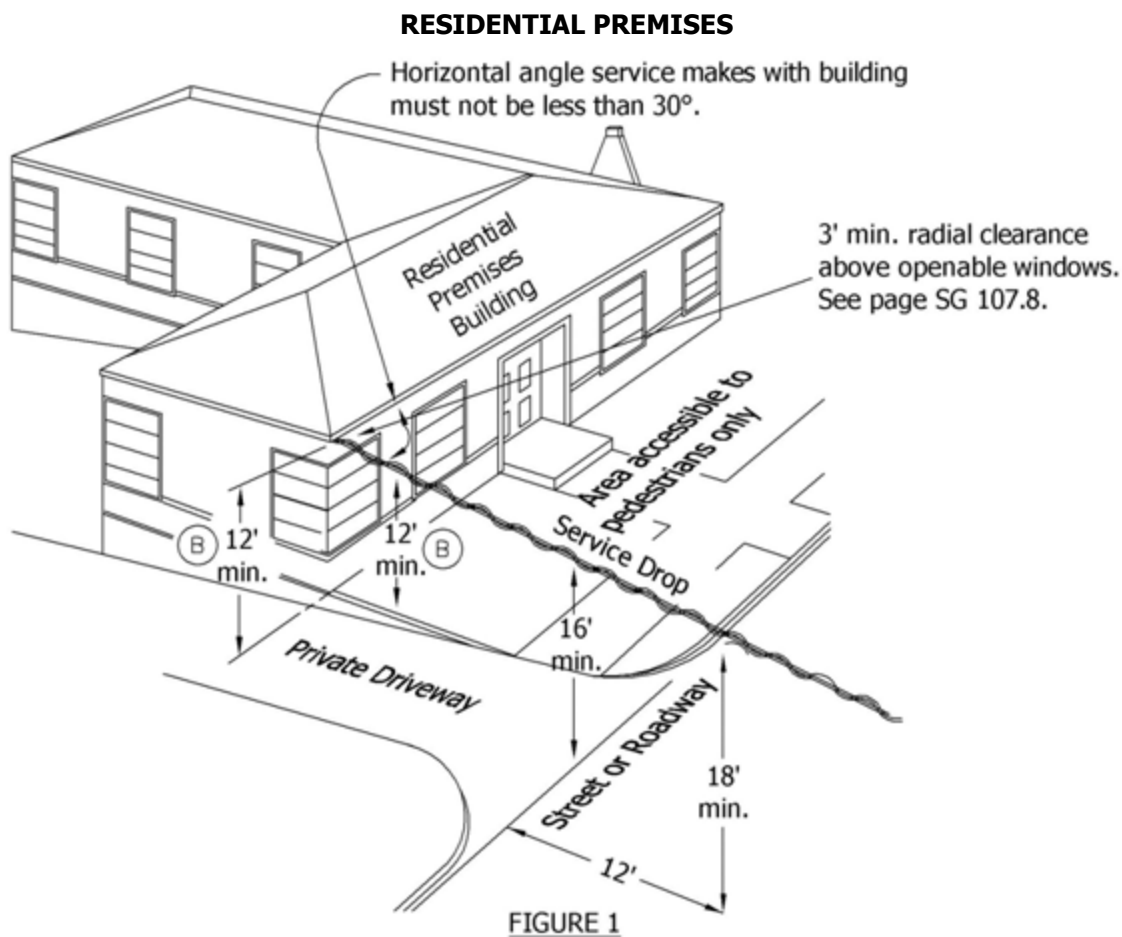 RESIDENTIAL PREMISES
Horizontal angle service makes with building
must not be less than 30°.
3' min. radial clearance
above openable windows.
See page SG 107.8.
Residential
Premises
Building
Area accessible to
pedestrians only
Service Drop
B
12'
min.
12'
min.
B
16'
min.
Private Driveway
Street or Roadway
18'
min.
12'
FIGURE 1